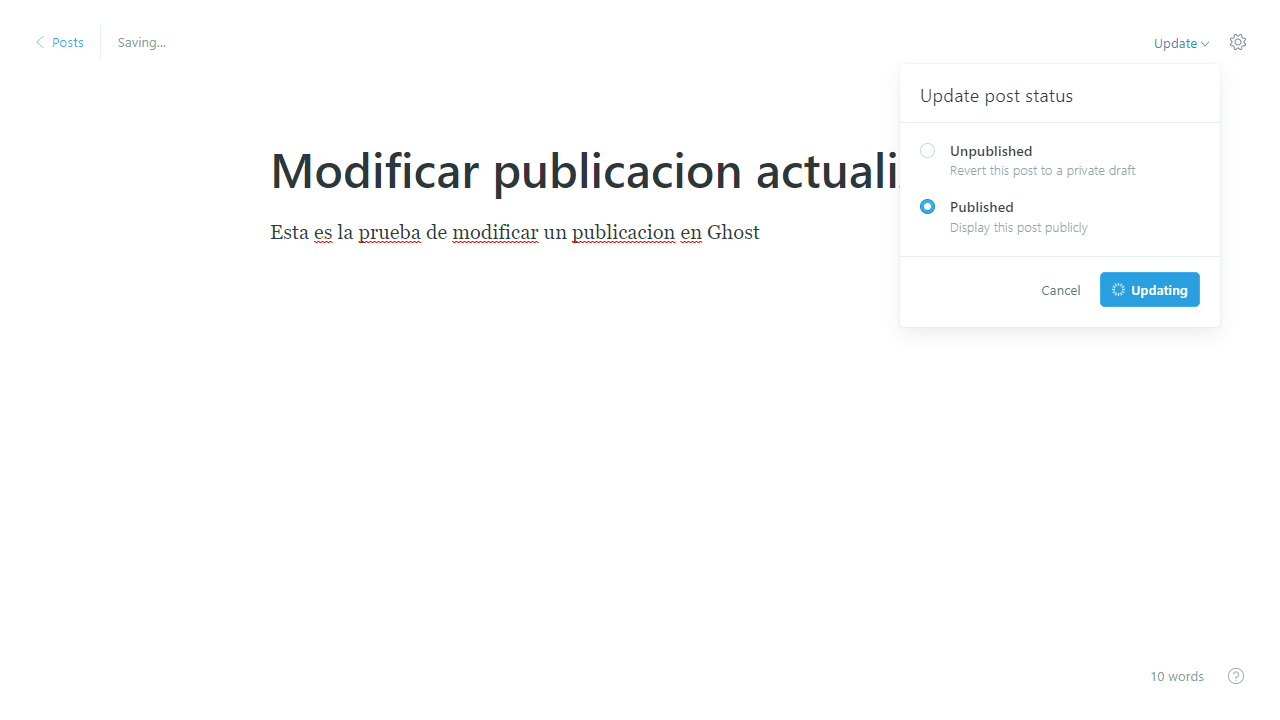 Posts
Saving...
Update
Update post status
Modificar publicacion
Unpublished
Revert this post to a private draft
Published
Display this post publicly
Esta es la prueba de modificar un publicacion en Ghost
Cancel
Updating
10 words
?